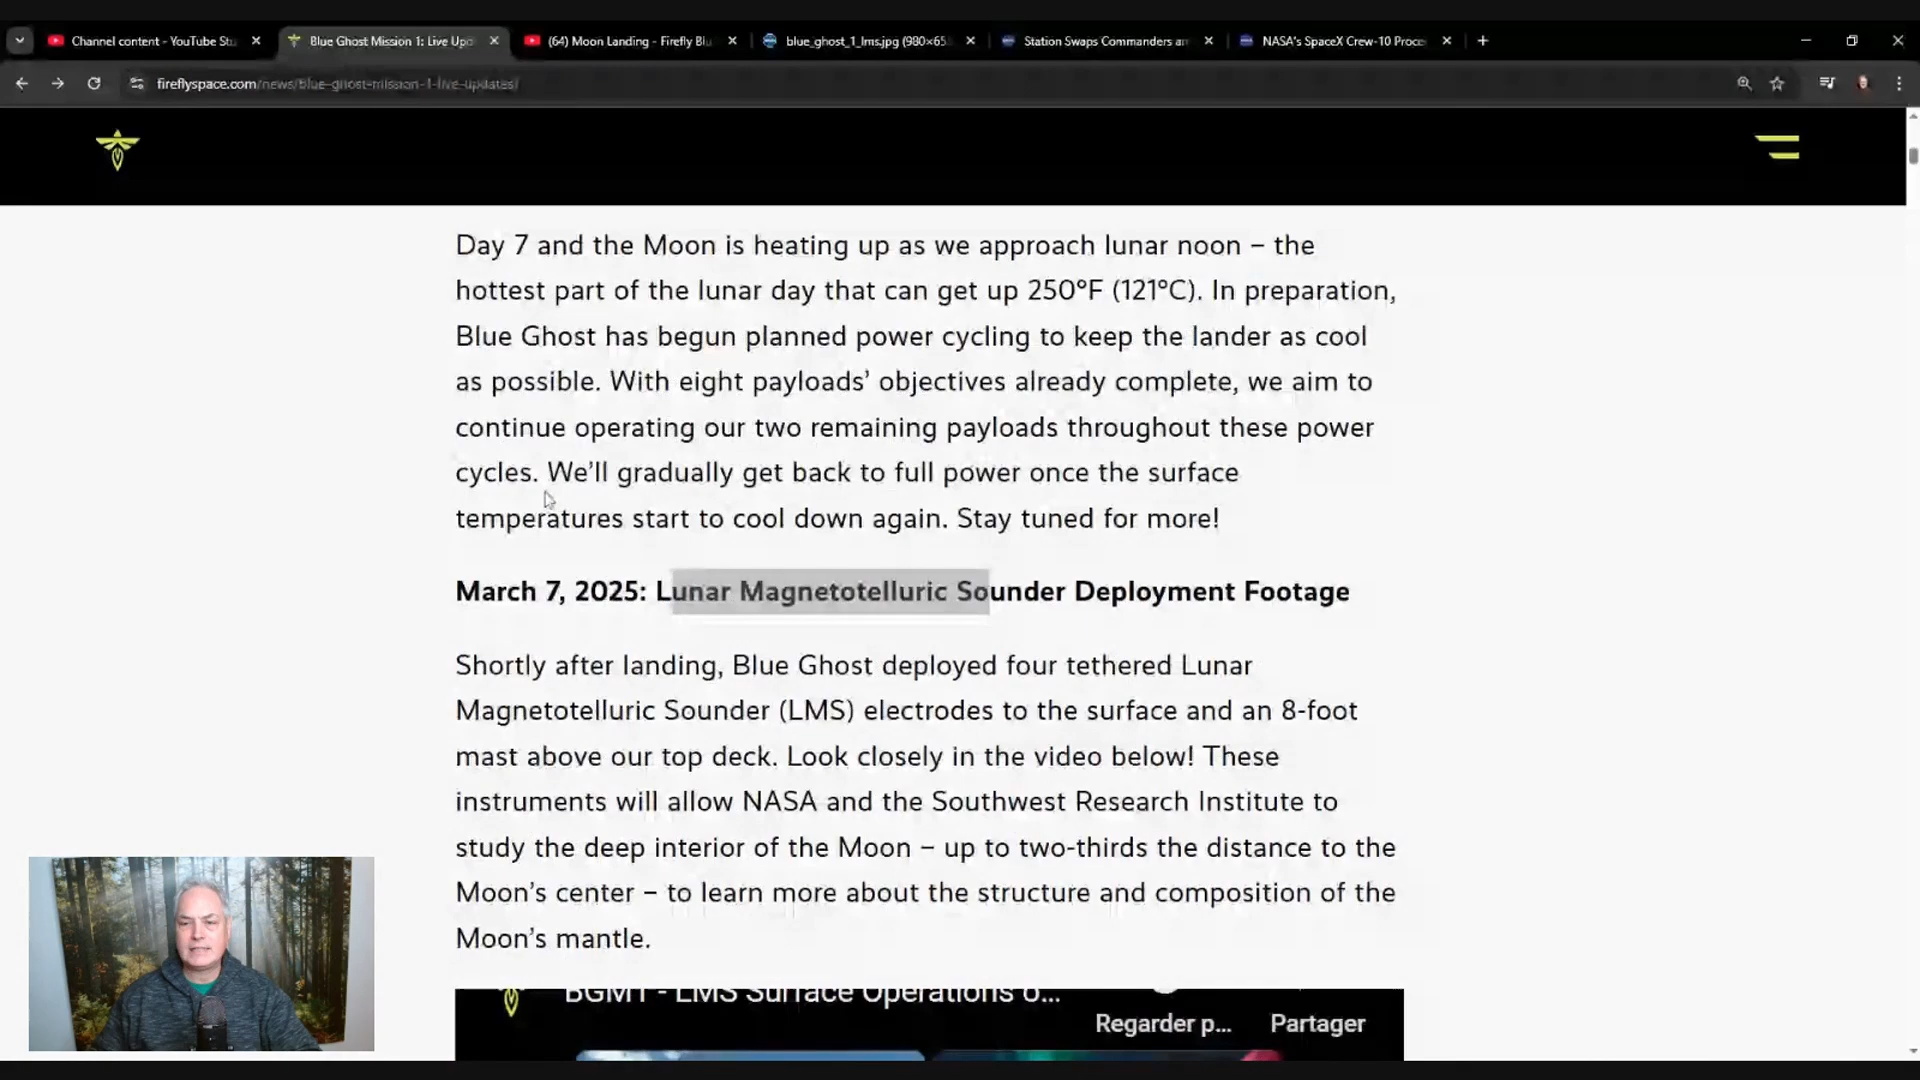 Channel content - YouTube Stu
Blue Ghost Mission 1: Live Upd
(64) Moon Landing - Firefly Blu
blue_ghost_1_lms.jpg (980×65
Station Swaps Commanders an
NASA's SpaceX Crew-10 Proce
fireflyspace.com/news/blue-ghost-mission-1-live-updates/
Day 7 and the Moon is heating up as we approach lunar noon – the
hottest part of the lunar day that can get up 250°F (121°C). In preparation,
Blue Ghost has begun planned power cycling to keep the lander as cool
as possible. With eight payloads’ objectives already complete, we aim to
continue operating our two remaining payloads throughout these power
cycles. We’ll gradually get back to full power once the surface
temperatures start to cool down again. Stay tuned for more!
March 7, 2025: Lunar Magnetotelluric Sounder Deployment Footage
Shortly after landing, Blue Ghost deployed four tethered Lunar
Magnetotelluric Sounder (LMS) electrodes to the surface and an 8-foot
mast above our top deck. Look closely in the video below! These
instruments will allow NASA and the Southwest Research Institute to
study the deep interior of the Moon – up to two-thirds the distance to the
Moon’s center – to learn more about the structure and composition of the
Moon’s mantle.
BGM1 - LMS Surface Operations o...
Regarder p...
Partager